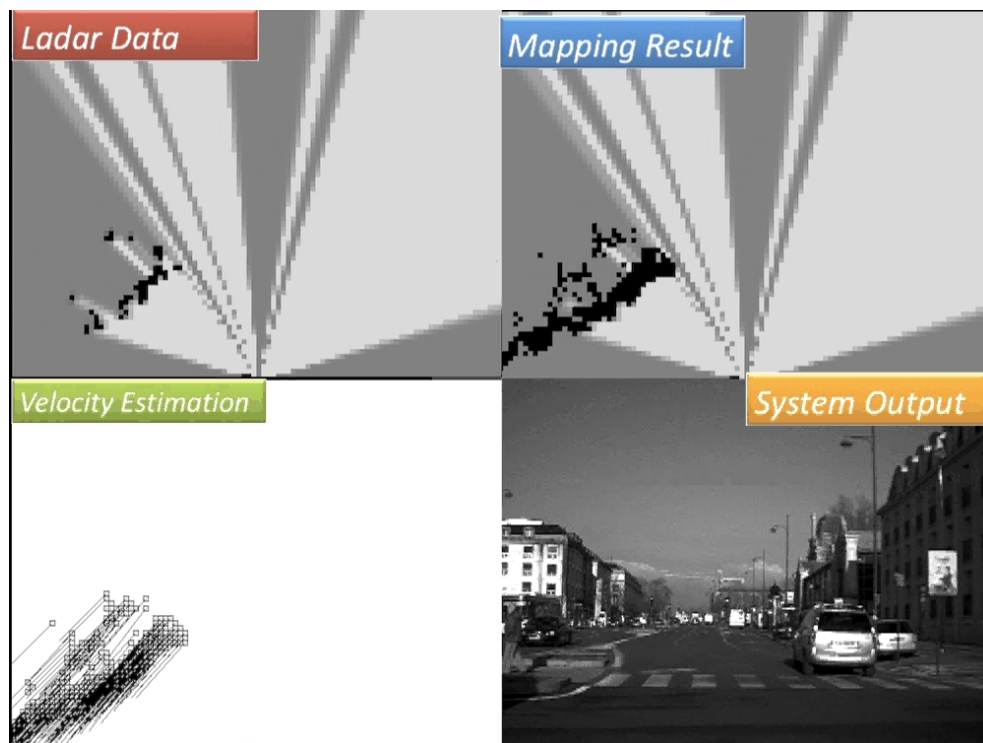 Ladar Data
Mapping Result
Velocity Estimation
System Output